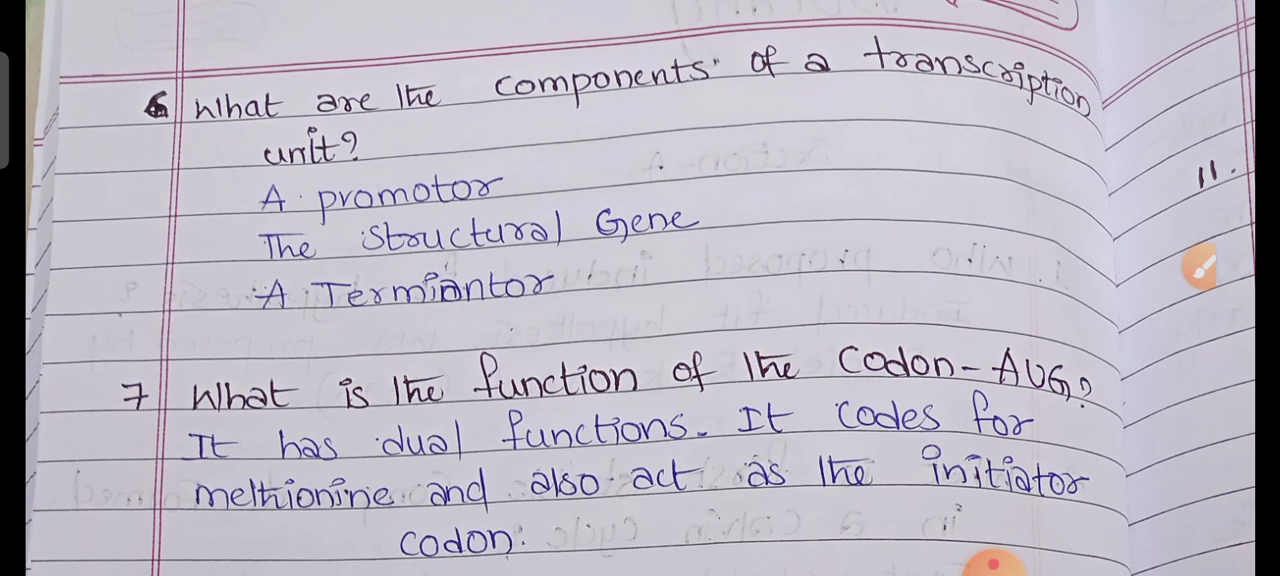 6 What are the components of a transcription
unit?
A promotor
The Structural Gene
A Termiantor
7 What is the function of the Codon-AUG?
It has dual functions. It codes for
methionine and also act as the initiator
codon.
11.